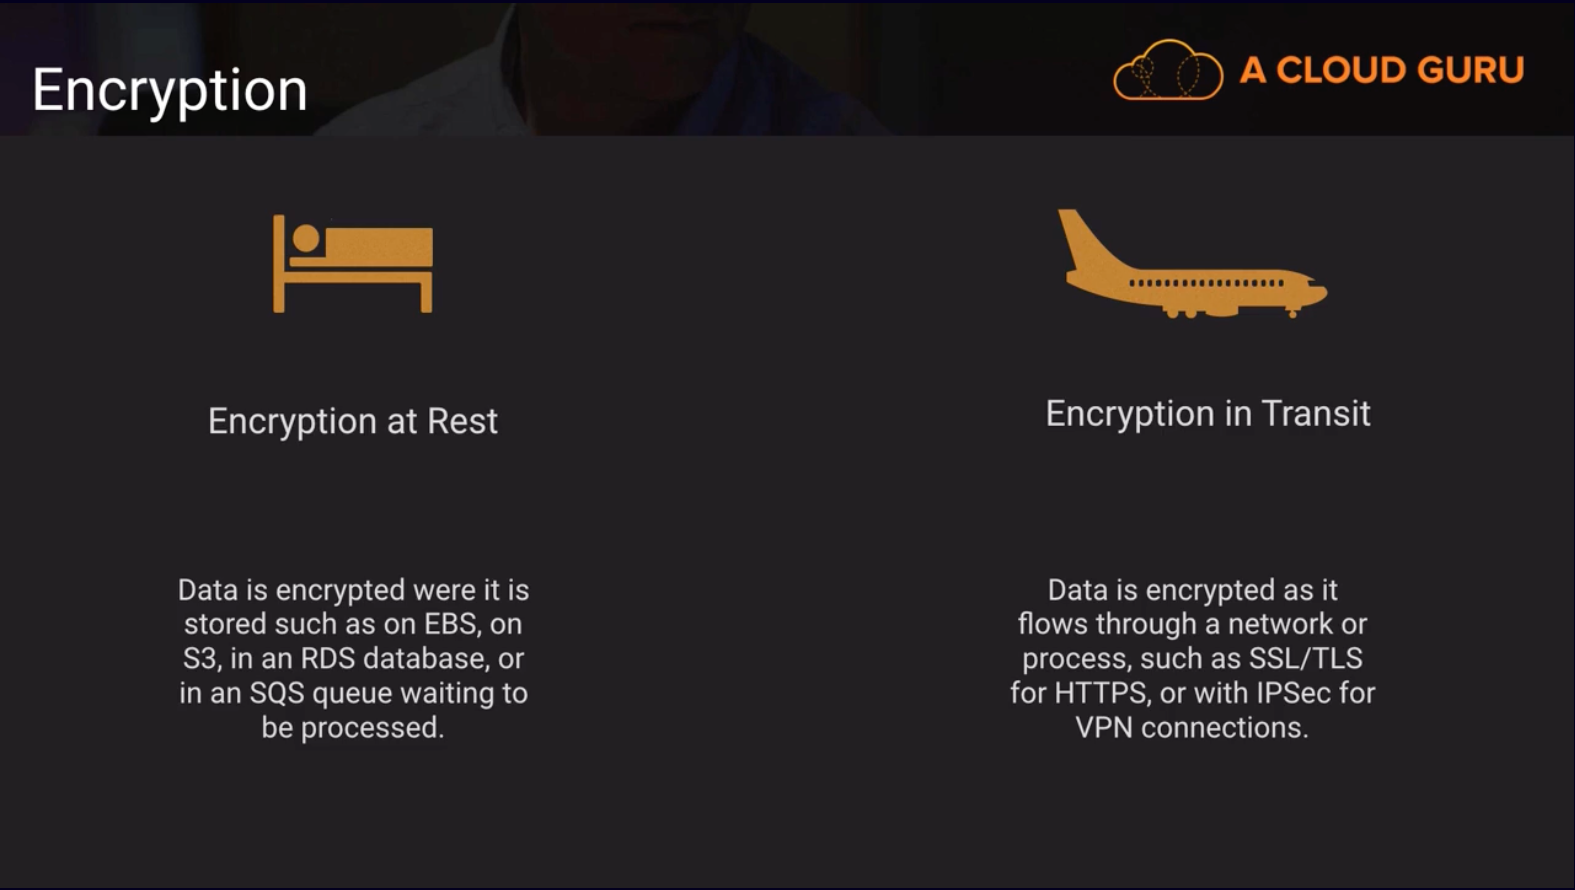 Encryption
A CLOUD GURU
Encryption at Rest
Encryption in Transit
Data is encrypted were it is
stored such as on EBS, on
S3, in an RDS database, or
in an SQS queue waiting to
be processed.
Data is encrypted as it
flows through a network or
process, such as SSL/TLS
for HTTPS, or with IPSec for
VPN connections.